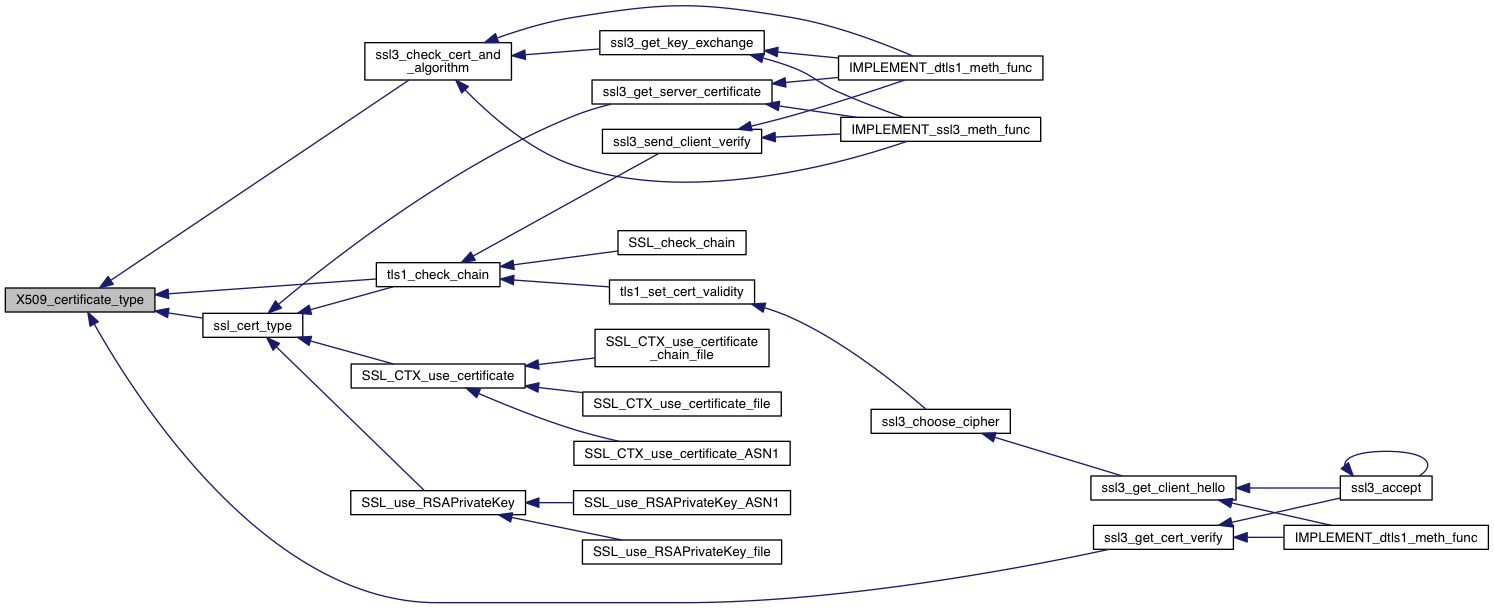 ssl3_check_cert_and
_algorithm
ssl3_get_key_exchange
IMPLEMENT_dtls1_meth_func
ssl3_get_server_certificate
IMPLEMENT_ssl3_meth_func
ssl3_send_client_verify
SSL_check_chain
tls1_check_chain
X509_certificate_type
tls1_set_cert_validity
ssl_cert_type
SSL_CTX_use_certificate
_chain_file
SSL_CTX_use_certificate
SSL_CTX_use_certificate_file
ssl3_choose_cipher
SSL_CTX_use_certificate_ASN1
ssl3_get_client_hello
ssl3_accept
SSL_use_RSAPrivateKey
SSL_use_RSAPrivateKey_ASN1
ssl3_get_cert_verify
IMPLEMENT_dtls1_meth_func
SSL_use_RSAPrivateKey_file